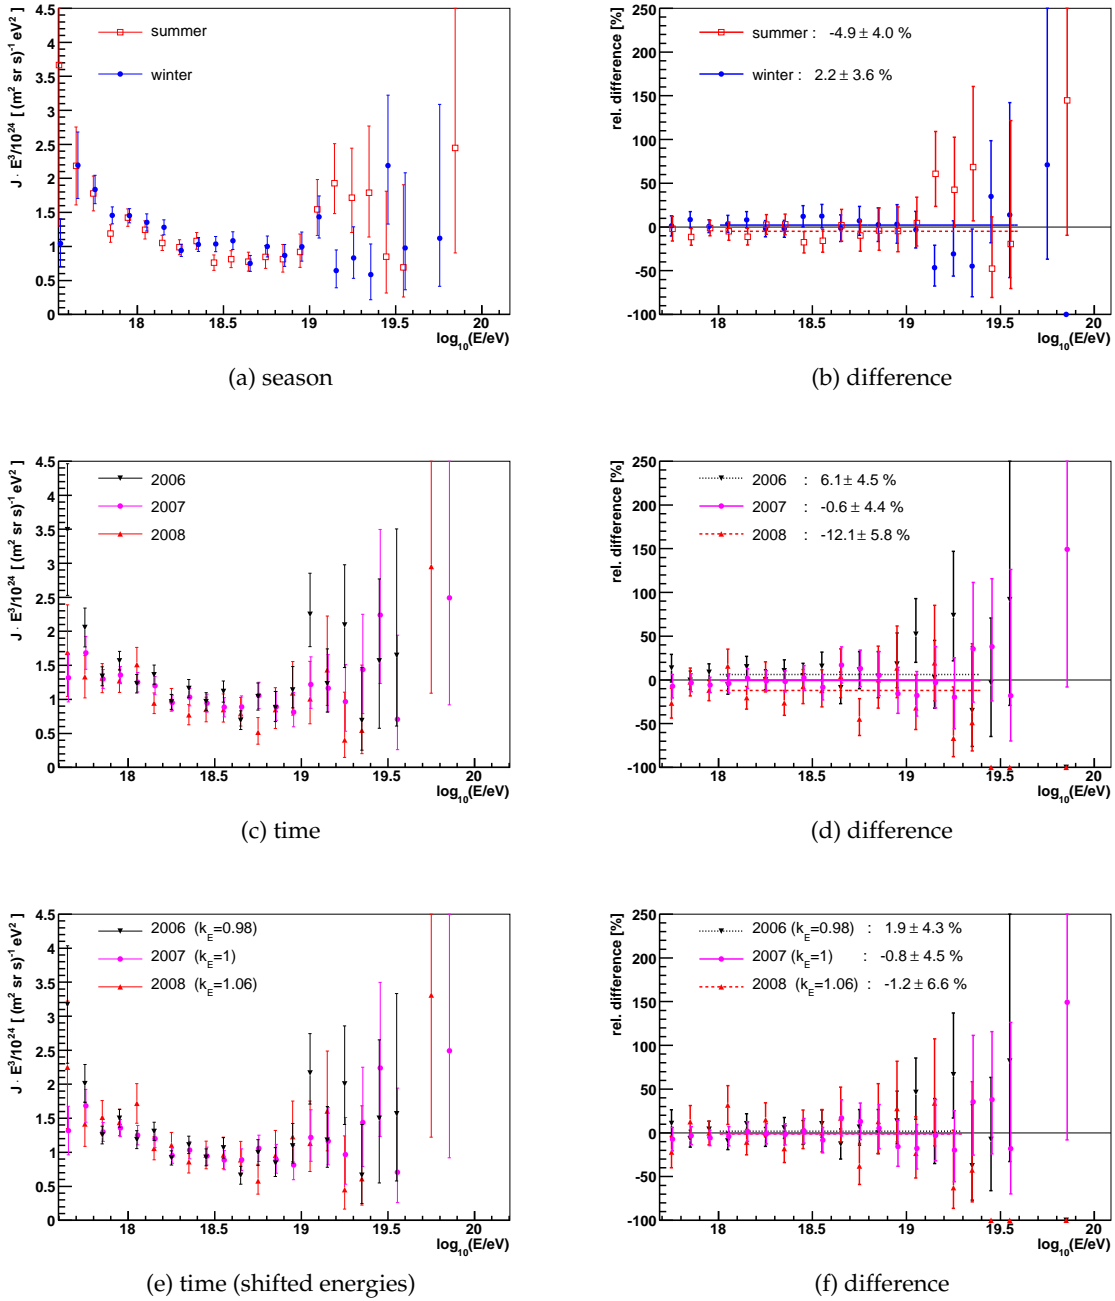 4.5
4
3.5
3
2.5
2
1.5
1
0.5
0
J · E³/10²⁴ [ (m² sr s)⁻¹ eV² ]
summer
winter
18 18.5 19 19.5 20
log₁₀(E/eV)
(a) season
250
200
150
100
50
0
-50
-100
rel. difference [%]
summer : -4.9 ± 4.0 %
winter : 2.2 ± 3.6 %
18 18.5 19 19.5 20
log₁₀(E/eV)
(b) difference
4.5
4
3.5
3
2.5
2
1.5
1
0.5
0
J · E³/10²⁴ [ (m² sr s)⁻¹ eV² ]
2006
2007
2008
18 18.5 19 19.5 20
log₁₀(E/eV)
(c) time
250
200
150
100
50
0
-50
-100
rel. difference [%]
2006 : 6.1 ± 4.5 %
2007 : -0.6 ± 4.4 %
2008 : -12.1 ± 5.8 %
18 18.5 19 19.5 20
log₁₀(E/eV)
(d) difference
4.5
4
3.5
3
2.5
2
1.5
1
0.5
0
J · E³/10²⁴ [ (m² sr s)⁻¹ eV² ]
2006 (k_E=0.98)
2007 (k_E=1)
2008 (k_E=1.06)
18 18.5 19 19.5 20
log₁₀(E/eV)
(e) time (shifted energies)
250
200
150
100
50
0
-50
-100
rel. difference [%]
2006 (k_E=0.98) : 1.9 ± 4.3 %
2007 (k_E=1) : -0.8 ± 4.5 %
2008 (k_E=1.06) : -1.2 ± 6.6 %
18 18.5 19 19.5 20
log₁₀(E/eV)
(f) difference